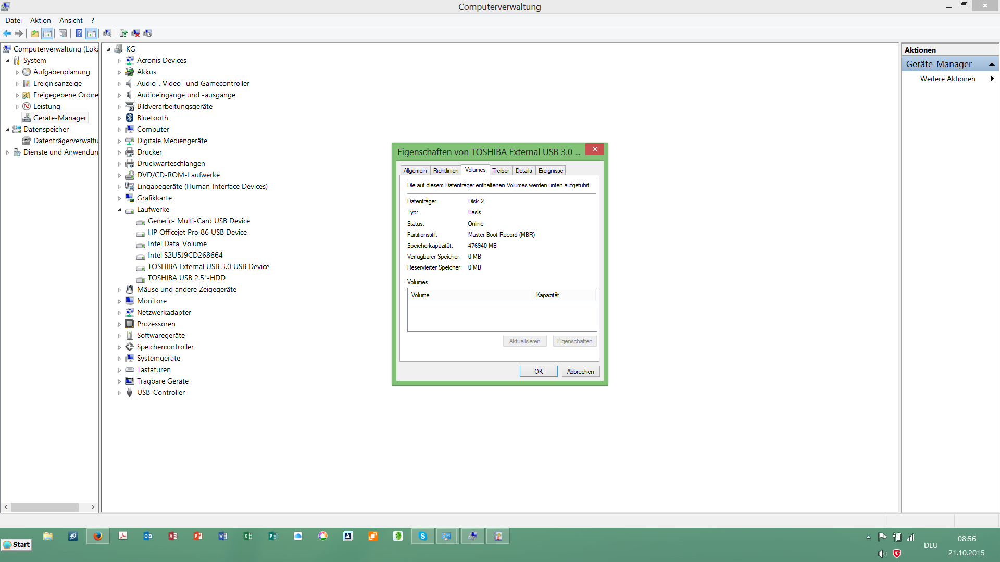 Computerverwaltung
Datei Aktion Ansicht ?
Computerverwaltung (Loka
System
Aufgabenplanung
Ereignisanzeige
Freigegebene Ordne
Leistung
Geräte-Manager
Datenspeicher
Datenträgerverwaltu
Dienste und Anwendun
KG
Acronis Devices
Akkus
Audio-, Video- und Gamecontroller
Audioeingänge und -ausgänge
Bildverarbeitungsgeräte
Bluetooth
Computer
Digitale Mediengeräte
Drucker
Druckwarteschlangen
DVD/CD-ROM-Laufwerke
Eingabegeräte (Human Interface Devices)
Grafikkarte
Laufwerke
Generic- Multi-Card USB Device
HP Officejet Pro 86 USB Device
Intel Data_Volume
Intel S2U5J9CD268664
TOSHIBA External USB 3.0 USB Device
TOSHIBA USB 2.5"-HDD
Mäuse und andere Zeigegeräte
Monitore
Netzwerkadapter
Prozessoren
Softwaregeräte
Speichercontroller
Systemgeräte
Tastaturen
Tragbare Geräte
USB-Controller
Eigenschaften von TOSHIBA External USB 3.0 ...
Allgemein Richtlinien Volumes Treiber Details Ereignisse
Die auf diesem Datenträger enthaltenen Volumes werden unten aufgeführt.
Datenträger: Disk 2
Typ: Basis
Status: Online
Partitionsstil: Master Boot Record (MBR)
Speicherkapazität: 476940 MB
Verfügbarer Speicher: 0 MB
Reservierter Speicher: 0 MB
Volumes:
Volume Kapazität
Aktualisieren Eigenschaften
OK Abbrechen
Aktionen
Geräte-Manager
Weitere Aktionen
Start
DEU
08:56
21.10.2015